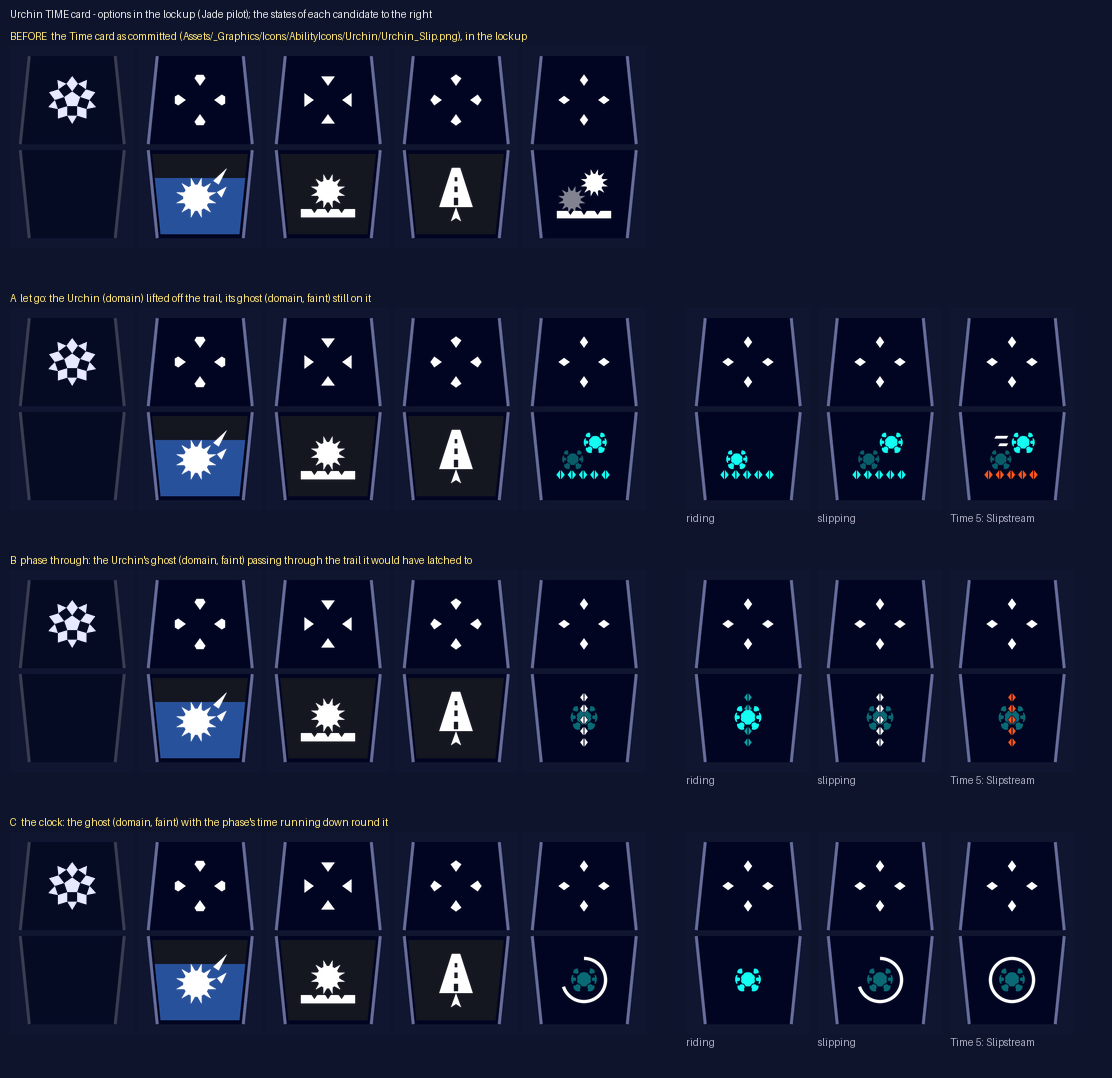 Urchin TIME card - options in the lockup (Jade pilot); the states of each candidate to the right
BEFORE the Time card as committed (Assets/_Graphics/Icons/AbilityIcons/Urchin/Urchin_Slip.png), in the lockup
A let go: the Urchin (domain) lifted off the trail, its ghost (domain, faint) still on it
riding slipping Time 5: Slipstream
B phase through: the Urchin's ghost (domain, faint) passing through the trail it would have latched to
riding slipping Time 5: Slipstream
C the clock: the ghost (domain, faint) with the phase's time running down round it
riding slipping Time 5: Slipstream